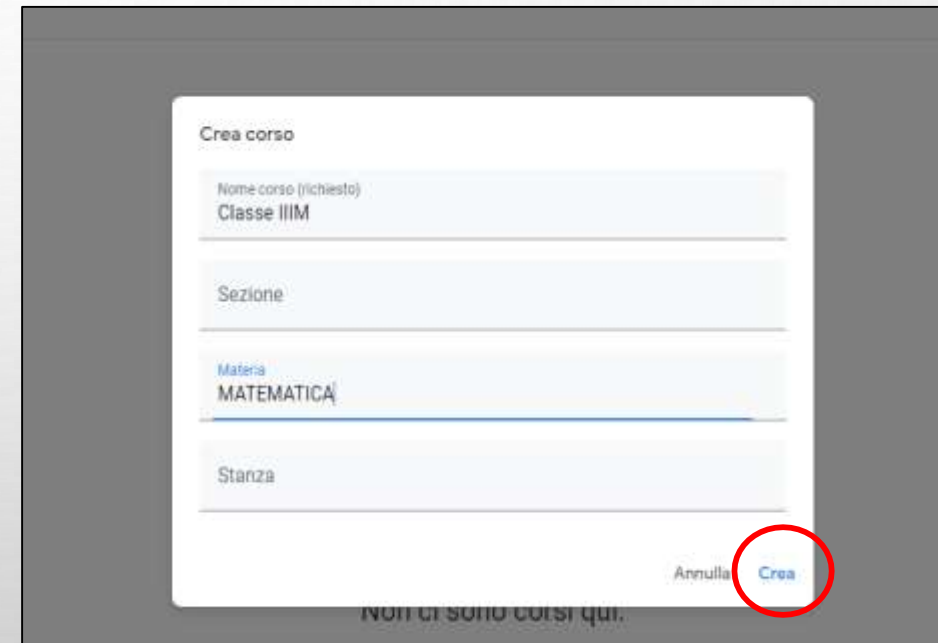 Crea corso
Nome corso (richiesto)
Classe IIIM
Sezione
Materia
MATEMATICA
Stanza
Annulla Crea
Non ci sono corsi qui.